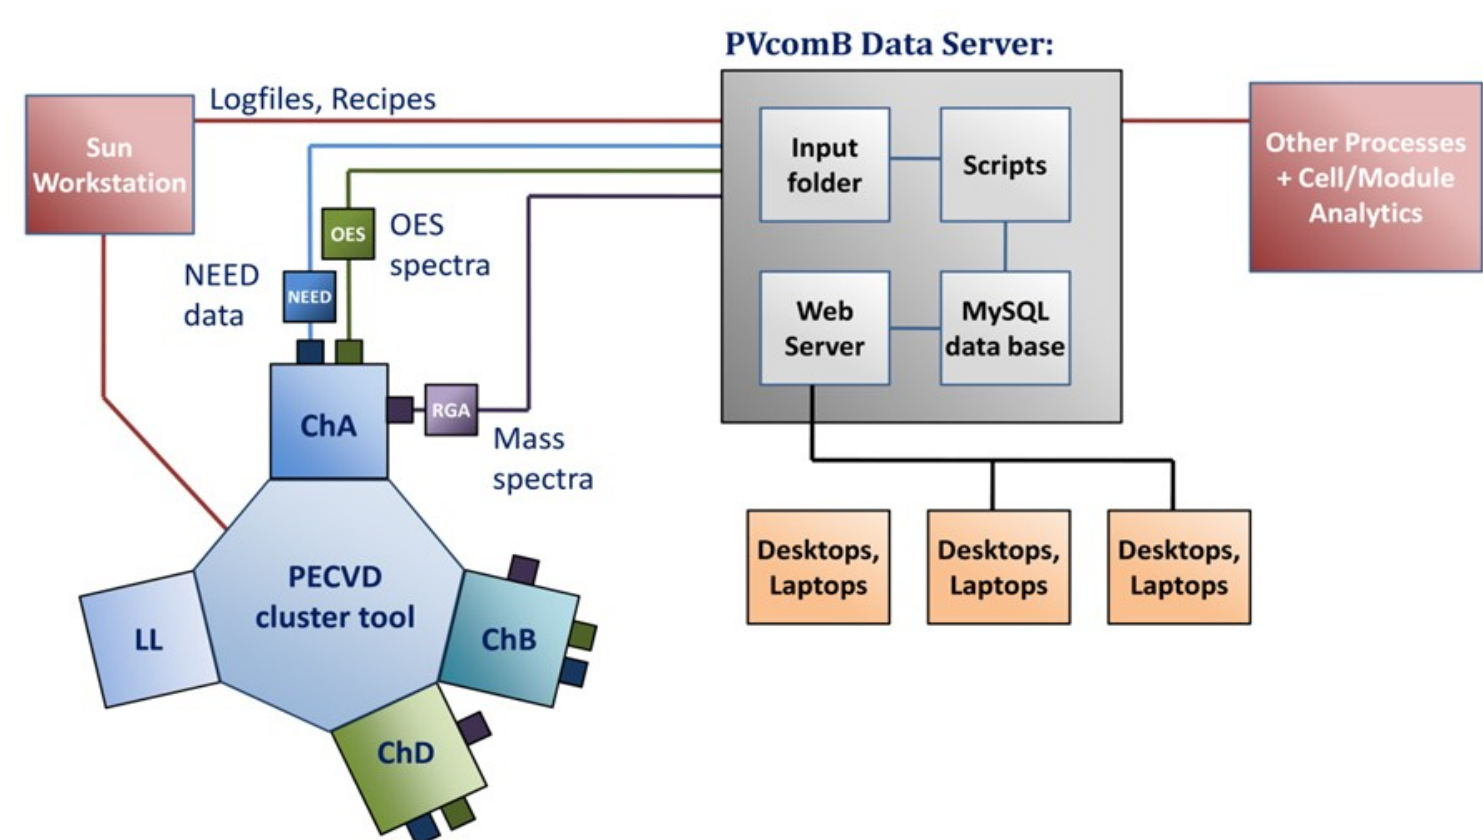 PVcomB Data Server:
Logfiles, Recipes
Sun
Workstation
Input
folder
Scripts
Other Processes
+ Cell/Module
Analytics
OES
OES
spectra
NEED
data
NEED
Web
Server
MySQL
data base
ChA
RGA
Mass
spectra
Desktops,
Laptops
Desktops,
Laptops
Desktops,
Laptops
PECVD
cluster tool
LL
ChB
ChD